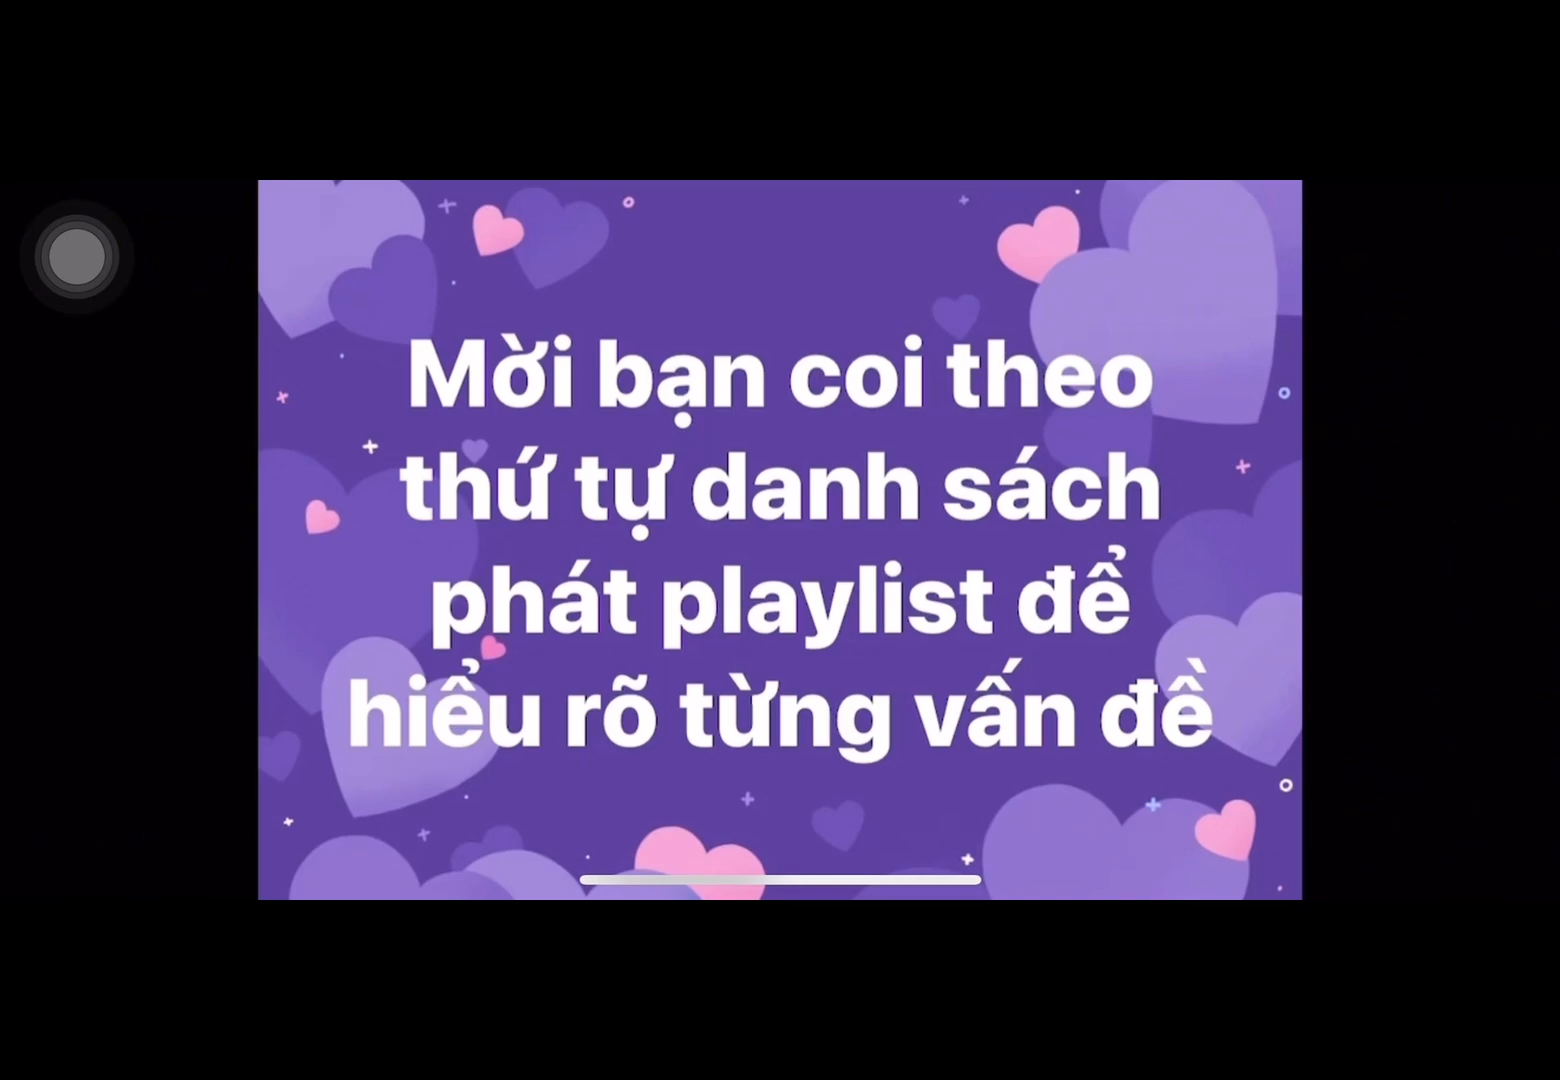 Mời bạn coi theo
thứ tự danh sách
phát playlist để
hiểu rõ từng vấn đề